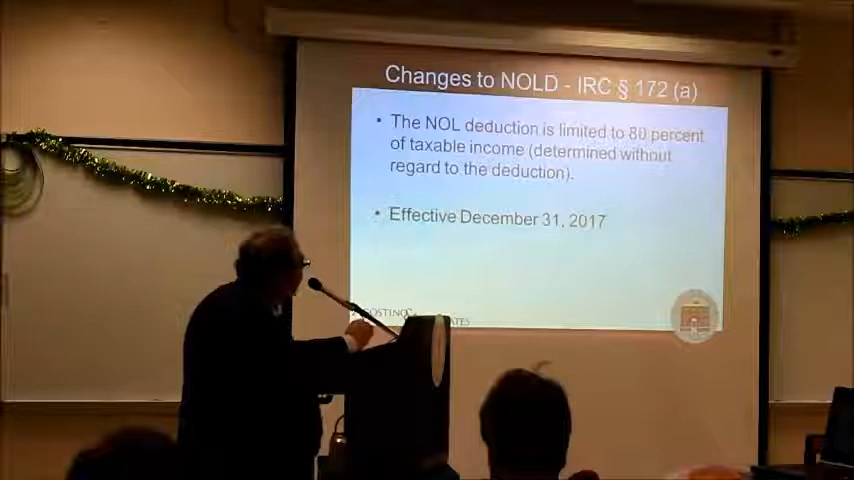 Changes to NOLD - IRC § 172 (a)
• The NOL deduction is limited to 80 percent
of taxable income (determined without
regard to the deduction).
• Effective December 31, 2017